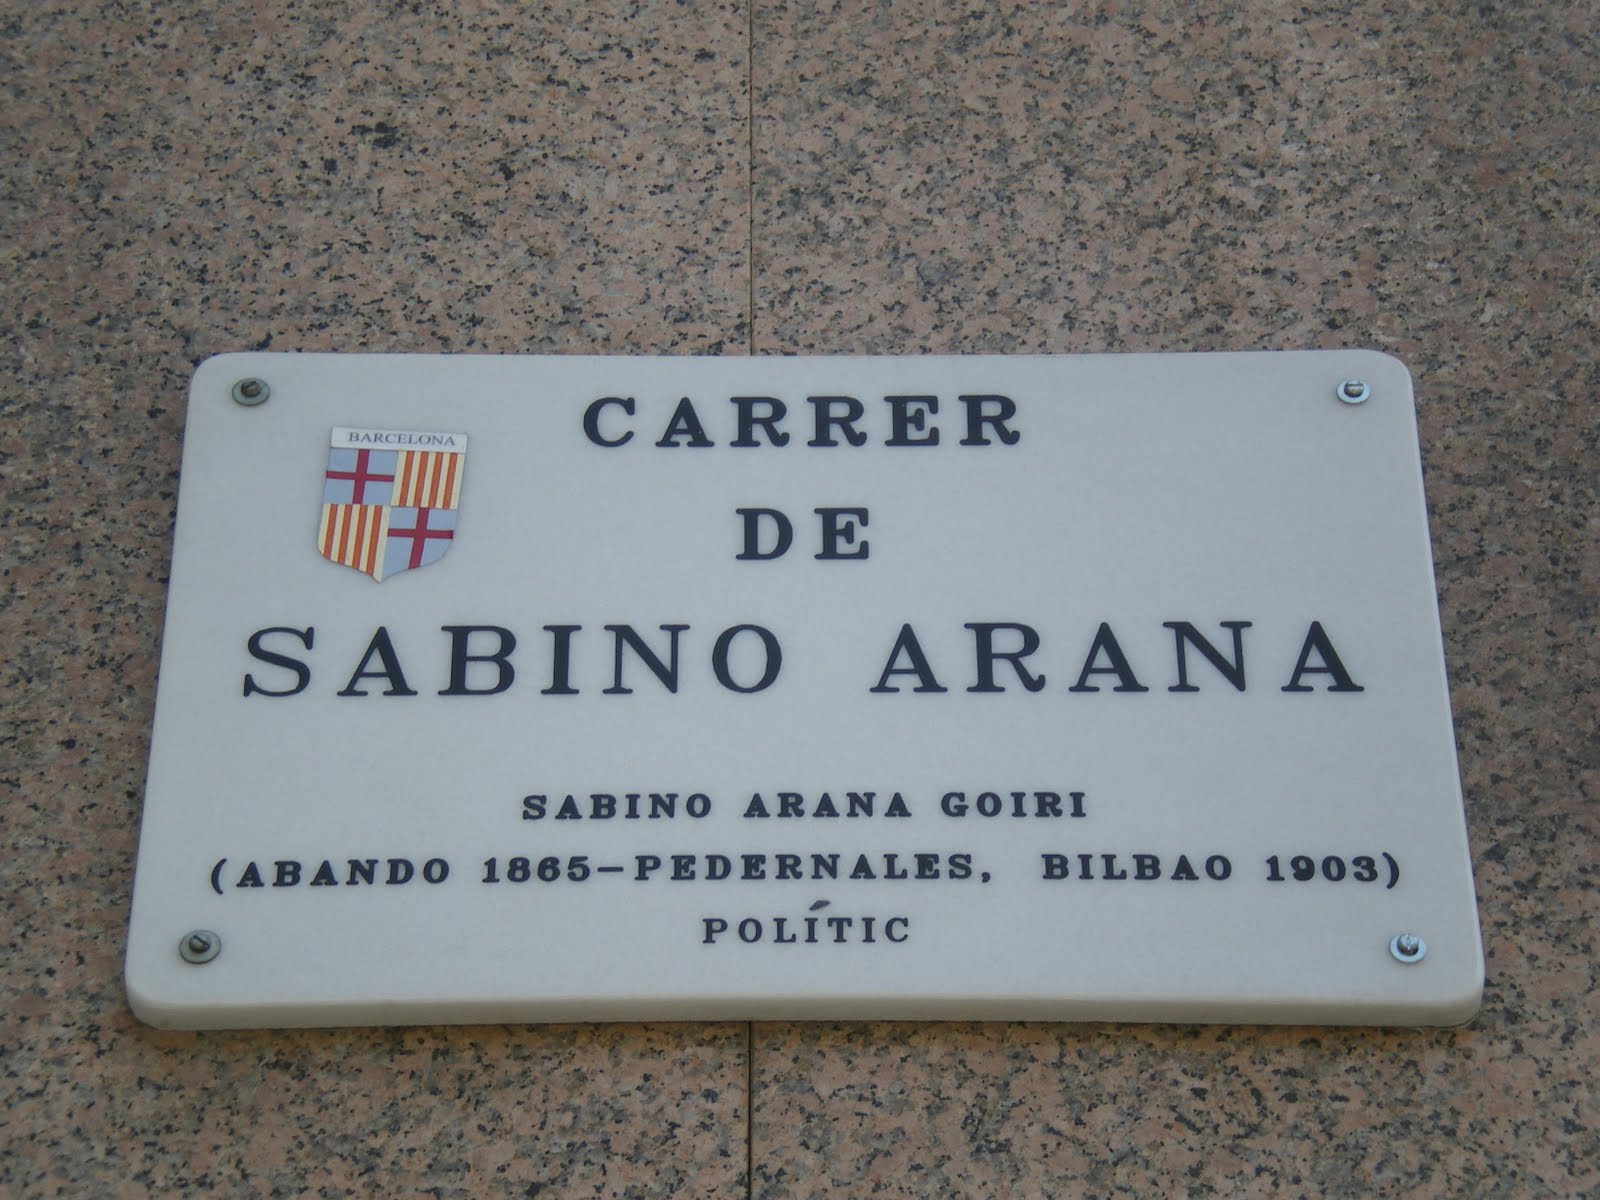 BARCELONA
CARRER
DE
SABINO ARANA
SABINO ARANA GOIRI
(ABANDO 1865-PEDERNALES, BILBAO 1903)
POLÍTIC